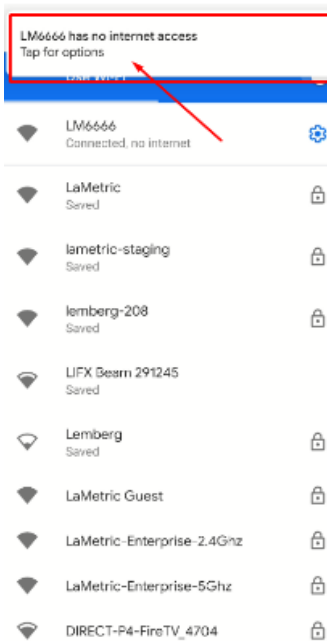 LM6666 has no internet access
Tap for options
LM6666
Connected, no internet
LaMetric
Saved
lametric-staging
Saved
lemberg-208
Saved
LIFX Beam 291245
Saved
Lemberg
Saved
LaMetric Guest
LaMetric-Enterprise-2.4Ghz
LaMetric-Enterprise-5Ghz
DIRECT-P4-FireTV_4704